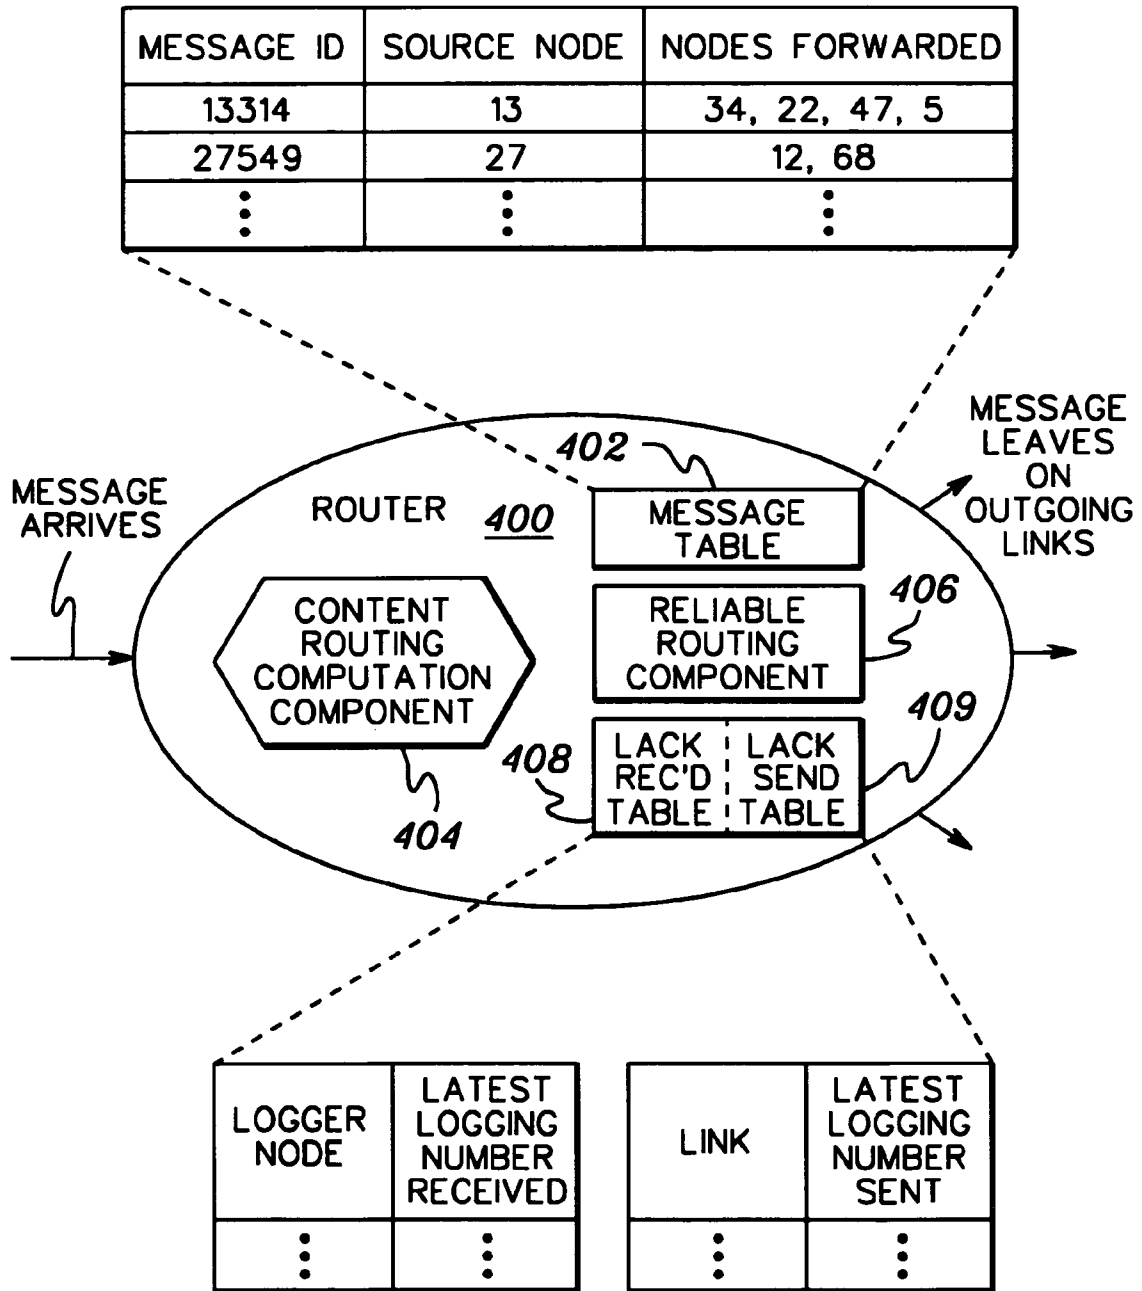 MESSAGE ID SOURCE NODE NODES FORWARDED
13314 13 34, 22, 47, 5
27549 27 12, 68
MESSAGE
LEAVES
ON
OUTGOING
LINKS
MESSAGE
ARRIVES
ROUTER 400
402
MESSAGE
TABLE
CONTENT
ROUTING
COMPUTATION
COMPONENT
404
RELIABLE
ROUTING
COMPONENT
406
408
LACK
REC'D
TABLE
LACK
SEND
TABLE
409
LOGGER
NODE
LATEST
LOGGING
NUMBER
RECEIVED
LINK
LATEST
LOGGING
NUMBER
SENT